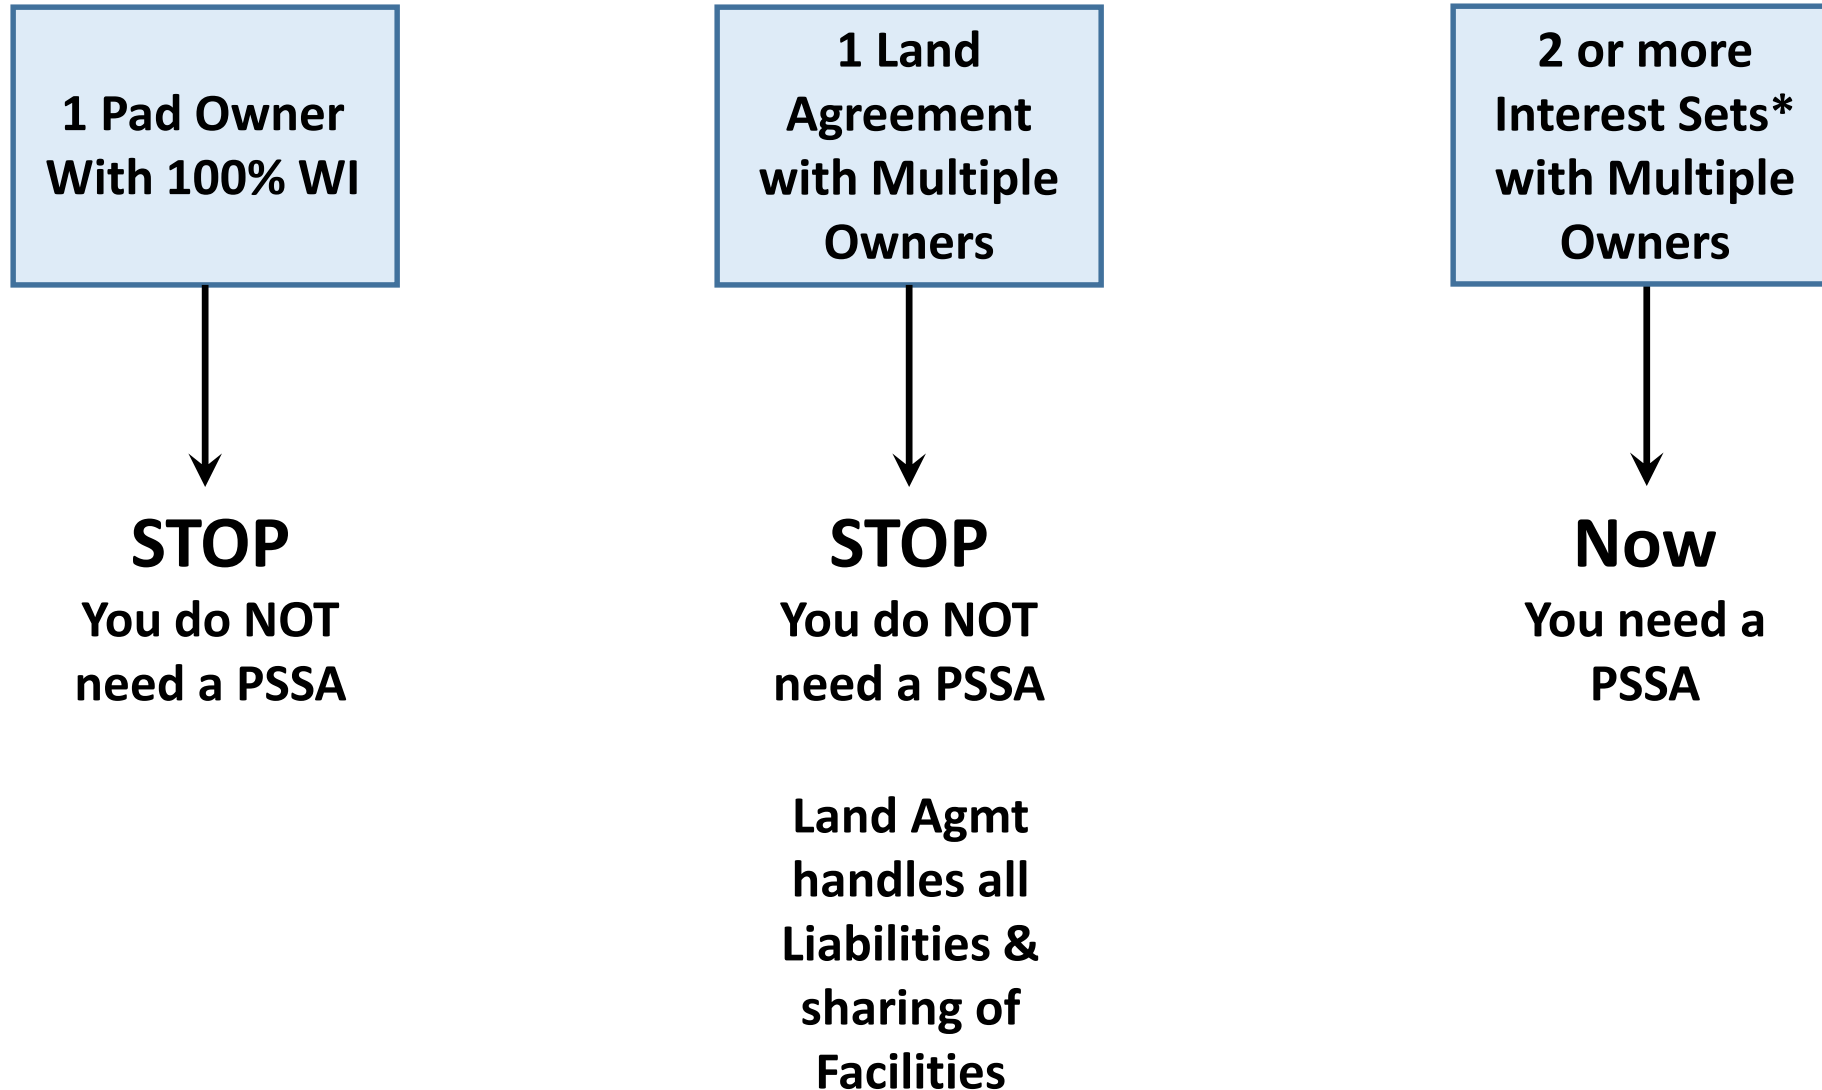 1 Pad Owner
With 100% WI
STOP
You do NOT
need a PSSA
1 Land
Agreement
with Multiple
Owners
STOP
You do NOT
need a PSSA
Land Agmt
handles all
Liabilities &
sharing of
Facilities
2 or more
Interest Sets*
with Multiple
Owners
Now
You need a
PSSA